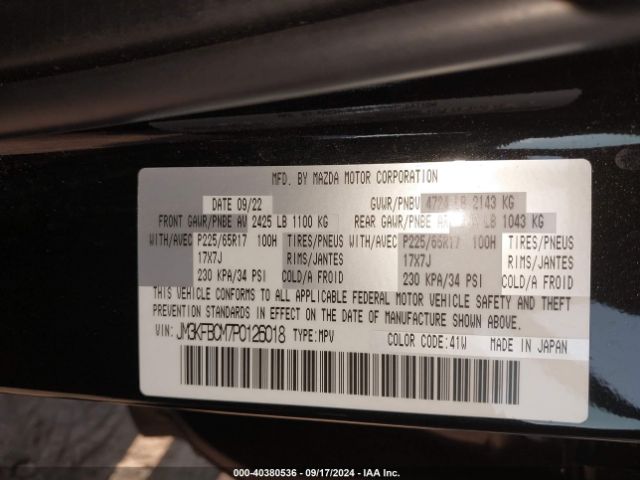 MFD. BY MAZDA MOTOR CORPORATION
DATE 09/22 GVWR/PNBV 4724 LB 2143 KG
FRONT GAWR/PNBE AV 2425 LB 1100 KG REAR GAWR/PNBE LB 1043 KG
WITH/AVEC P225/65R17 100H TIRES/PNEUS WITH/AVEC P225/65R17 100H TIRES/PNEUS
17X7J RIMS/JANTES 17X7J RIMS/JANTES
230 KPA/34 PSI COLD/A FROID 230 KPA/34 PSI COLD/A FROID
THIS VEHICLE CONFORMS TO ALL APPLICABLE FEDERAL MOTOR VEHICLE SAFETY AND THEFT
PREVENTION STANDARDS IN EFFECT ON THE DATE OF MANUFACTURE SHOWN ABOVE.
VIN: JM3KFBCM7P0126018 TYPE: MPV COLOR CODE: 41W MADE IN JAPAN
000-40380536 - 09/17/2024 - IAA Inc.